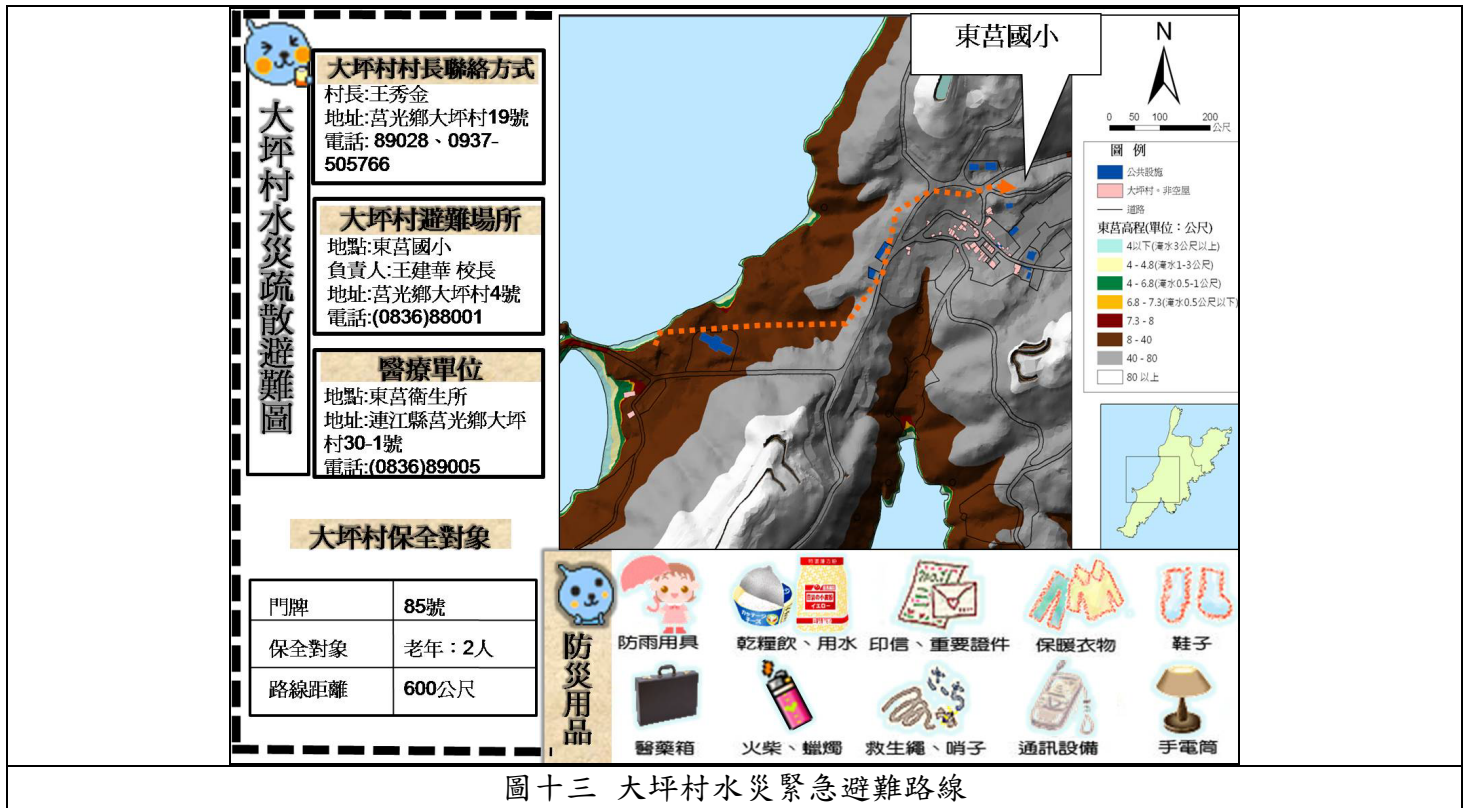 大坪村水災疏散避難圖
大坪村村長聯絡方式
村長:王秀金
地址:莒光鄉大坪村19號
電話: 89028、0937-
505766
大坪村避難場所
地點:東莒國小
負責人:王建華 校長
地址:莒光鄉大坪村4號
電話:(0836)88001
醫療單位
地點:東莒衛生所
地址:連江縣莒光鄉大坪
村30-1號
電話:(0836)89005
大坪村保全對象
門牌 85號
保全對象 老年：2人
路線距離 600公尺
東莒國小
N
0 50 100 200
公尺
圖 例
公共設施
大坪村。非空屋
道路
東莒高程(單位：公尺)
4以下(淹水3公尺以上)
4 - 4.8(淹水1-3公尺)
4 - 6.8(淹水0.5-1公尺)
6.8 - 7.3(淹水0.5公尺以下)
7.3 - 8
8 - 40
40 - 80
80 以上
防災用品
防雨用具
乾糧飲、用水
印信、重要證件
保暖衣物
鞋子
醫藥箱
火柴、蠟燭
救生繩、哨子
通訊設備
手電筒
圖十三 大坪村水災緊急避難路線